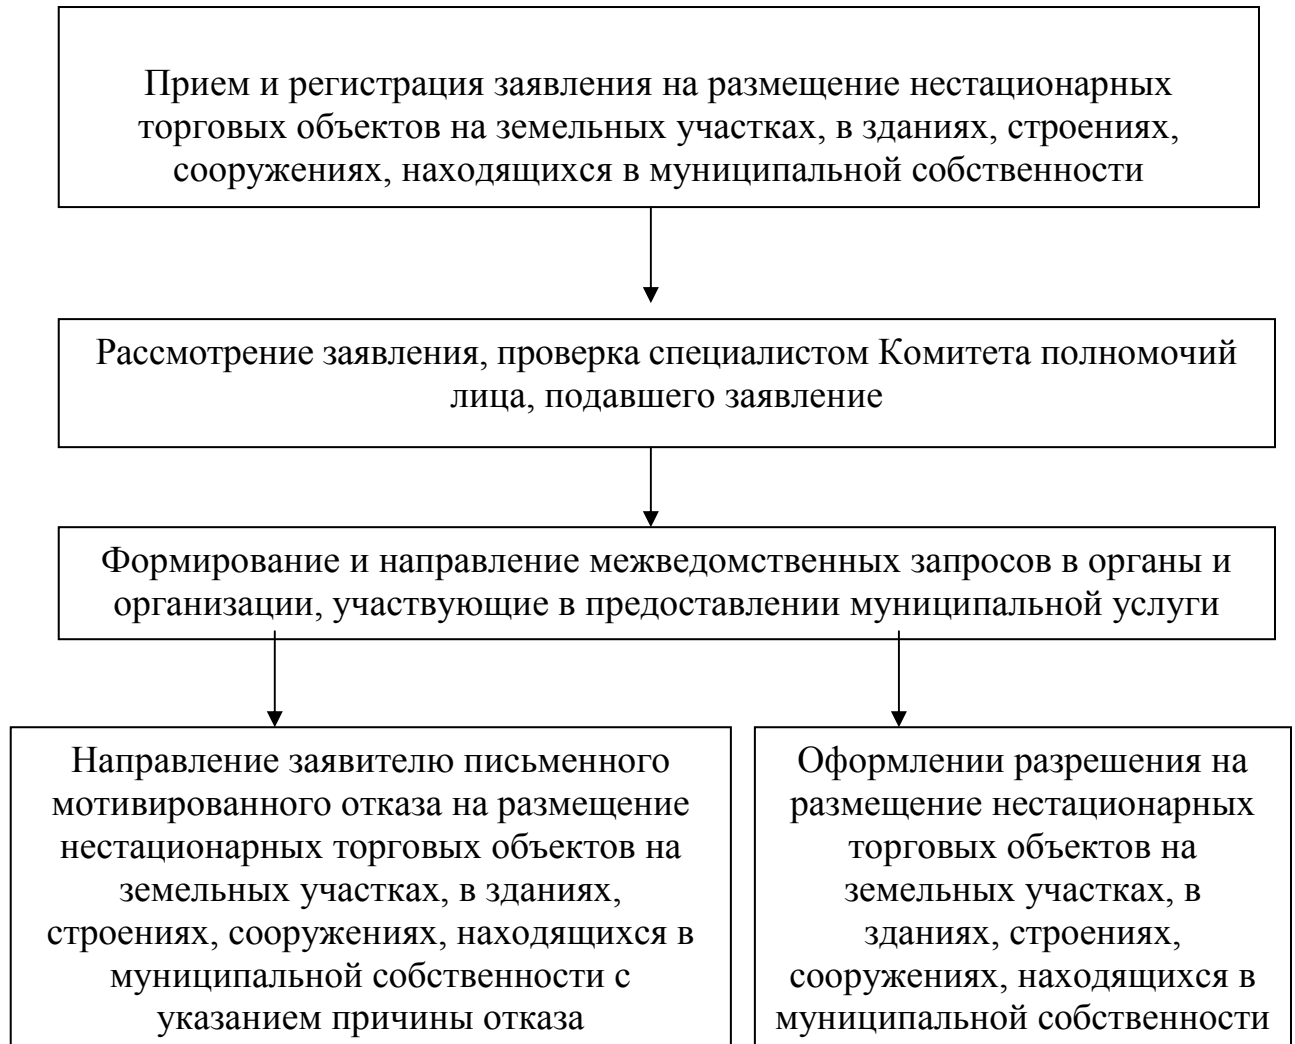 Прием и регистрация заявления на размещение нестационарных
торговых объектов на земельных участках, в зданиях, строениях,
сооружениях, находящихся в муниципальной собственности
Рассмотрение заявления, проверка специалистом Комитета полномочий
лица, подавшего заявление
Формирование и направление межведомственных запросов в органы и
организации, участвующие в предоставлении муниципальной услуги
Направление заявителю письменного
мотивированного отказа на размещение
нестационарных торговых объектов на
земельных участках, в зданиях,
строениях, сооружениях, находящихся в
муниципальной собственности с
указанием причины отказа
Оформлении разрешения на
размещение нестационарных
торговых объектов на
земельных участках, в
зданиях, строениях,
сооружениях, находящихся в
муниципальной собственности